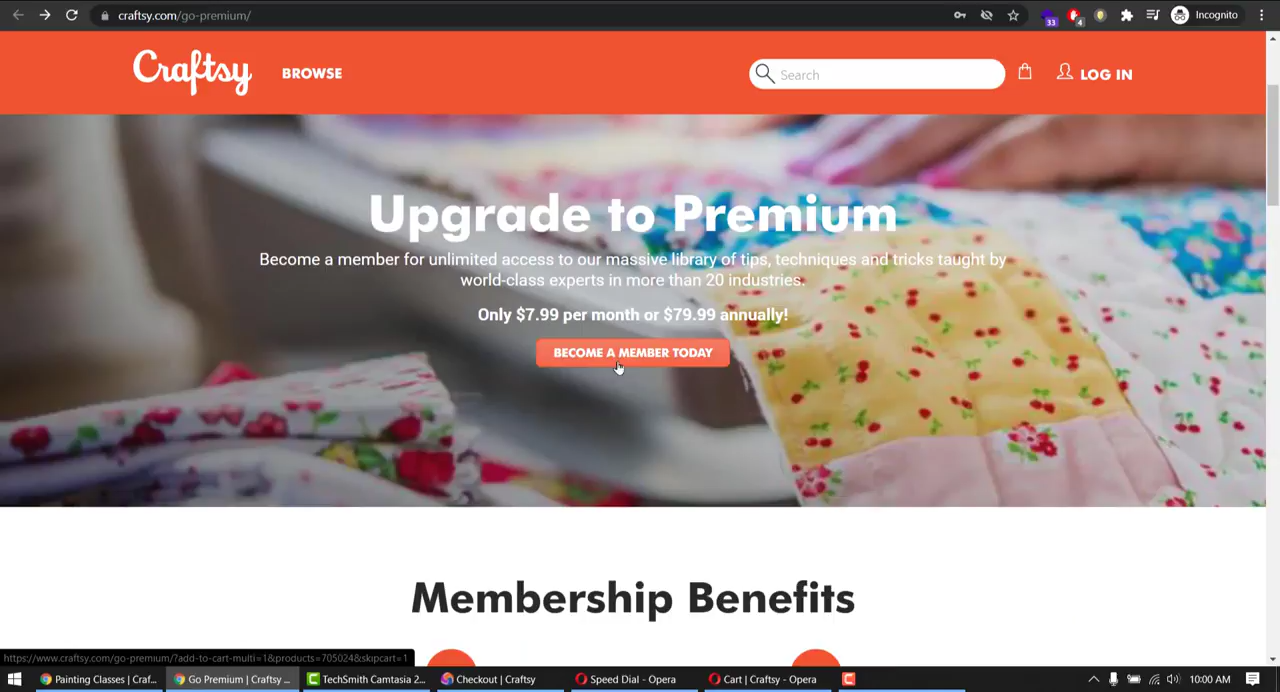 craftsy.com/go-premium/
33
4
Incognito
Craftsy
BROWSE
Search
LOG IN
Upgrade to Premium
Become a member for unlimited access to our massive library of tips, techniques and tricks taught by
world-class experts in more than 20 industries.
Only $7.99 per month or $79.99 annually!
BECOME A MEMBER TODAY
Membership Benefits
https://www.craftsy.com/go-premium/?add-to-cart-multi=1&products=705024&skipcart=1
Painting Classes | Craf...
Go Premium | Craftsy ...
TechSmith Camtasia 2...
Checkout | Craftsy
Speed Dial - Opera
Cart | Craftsy - Opera
10:00 AM